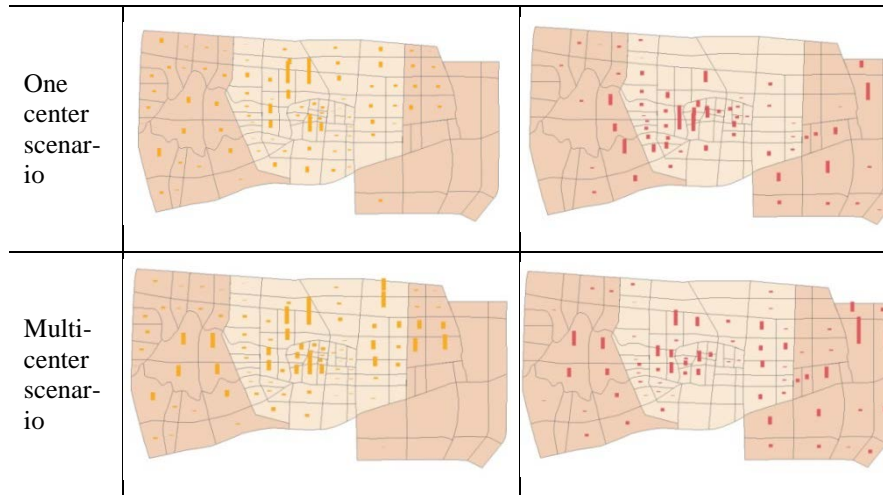 One
center
scenar-
io
Multi-
center
scenar-
io